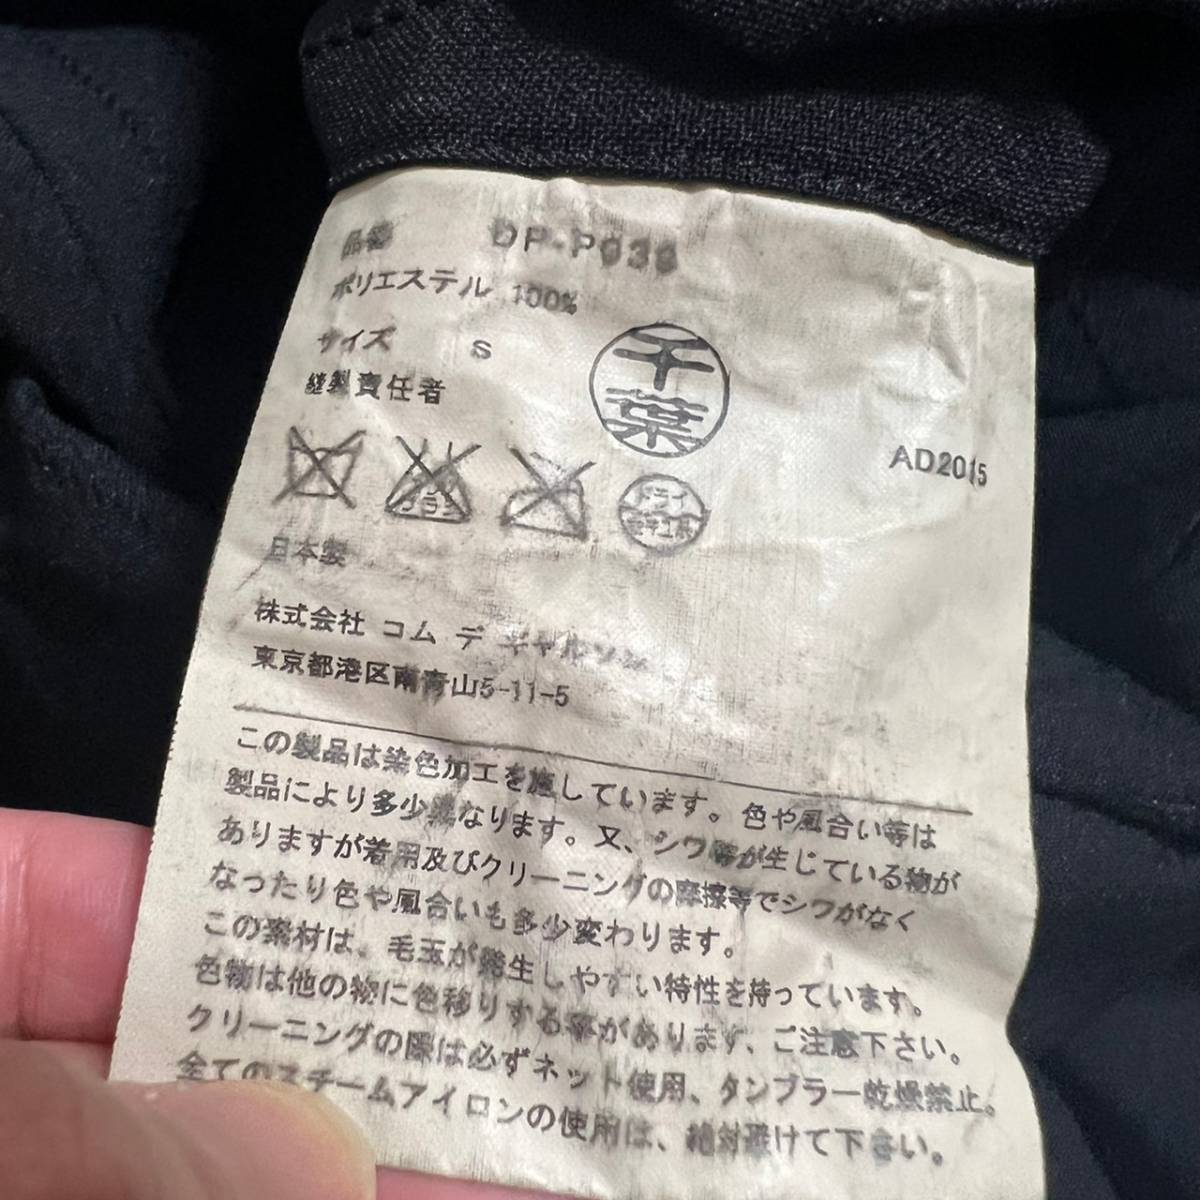 品番 DP-P036
ポリエステル 100%
サイズ S
縫製責任者 千葉
AD2015
ドライ
日本製
株式会社 コム デ ギャルソン
東京都港区南青山5-11-5
この製品は染色加工を施しています。色や風合い等は
製品により多少異なります。又、シワ等が生じている物が
ありますが着用及びクリーニングの摩擦等でシワがなく
なったり色や風合いも多少変わります。
この素材は、毛玉が発生しやすい特性を持っています。
色物は他の物に色移りする事があります、ご注意下さい。
クリーニングの際は必ずネット使用、タンブラー乾燥禁止。
全てのスチームアイロンの使用は、絶対避けて下さい。